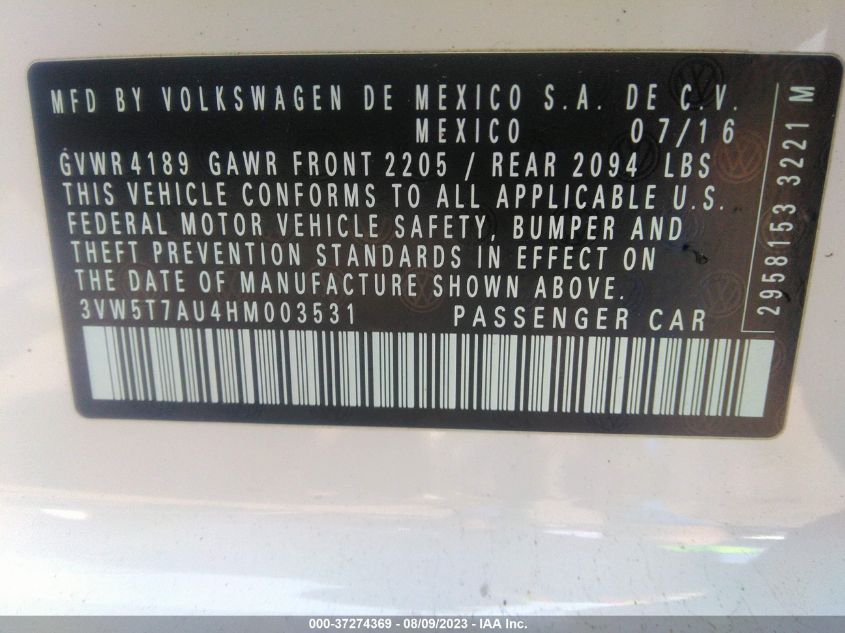 MFD BY VOLKSWAGEN DE MEXICO S.A. DE C.V.
MEXICO 07/16
GVWR 4189 GAWR FRONT 2205 / REAR 2094 LBS
THIS VEHICLE CONFORMS TO ALL APPLICABLE U.S.
FEDERAL MOTOR VEHICLE SAFETY, BUMPER AND
THEFT PREVENTION STANDARDS IN EFFECT ON
THE DATE OF MANUFACTURE SHOWN ABOVE.
3VW5T7AU4HM003531 PASSENGER CAR
2958153 3221 M
000-37274369 - 08/09/2023 - IAA Inc.